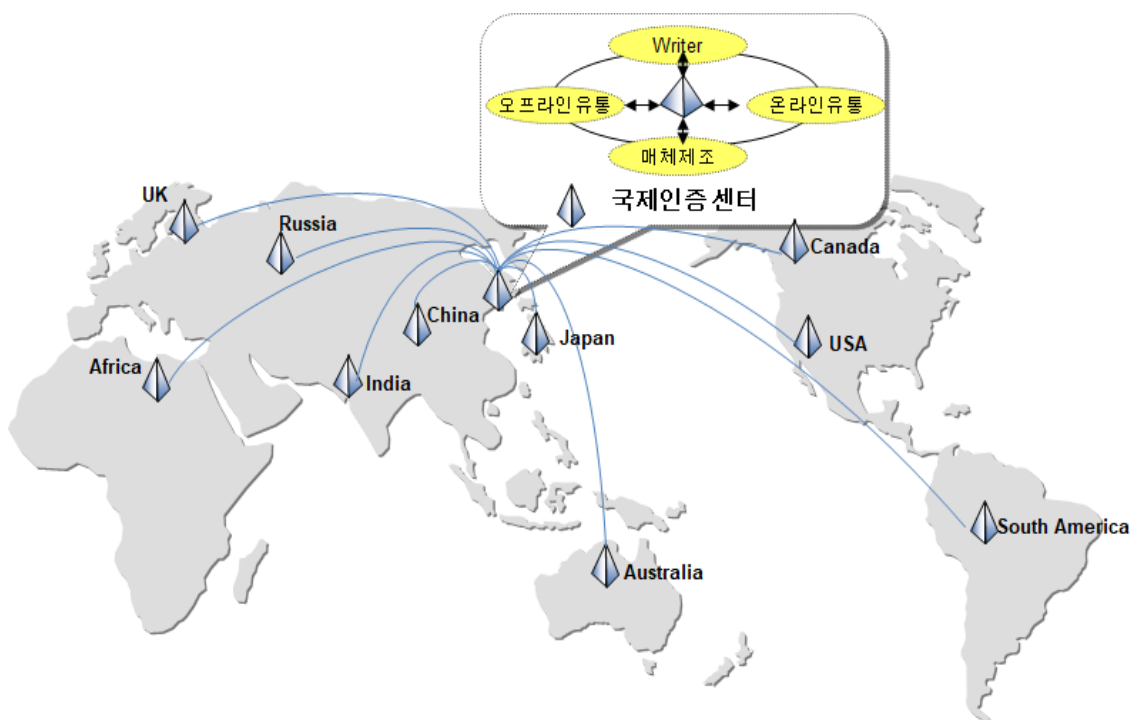 Writer
오프라인유통
온라인유통
매체제조
국제인증 센터
UK
Russia
Canada
China
Japan
USA
Africa
India
South America
Australia